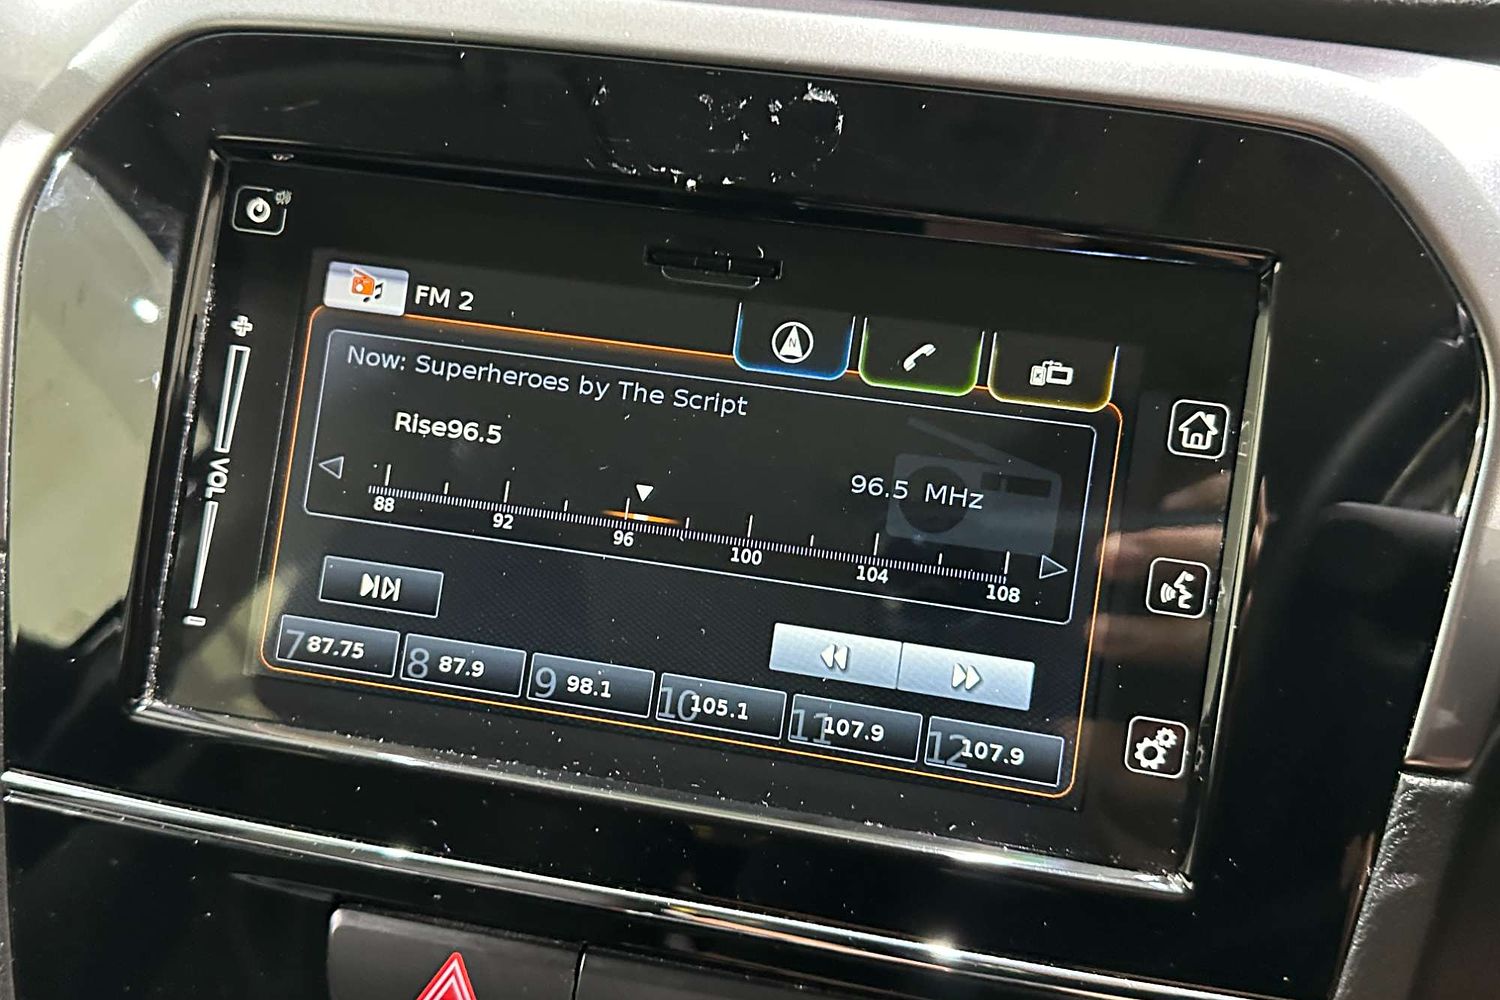 FM 2
N
Now: Superheroes by The Script
Rise96.5
96.5 MHz
88 92 96 100 104 108
VOL
7 87.75
8 87.9
9 98.1
10 105.1
11 107.9
12 107.9